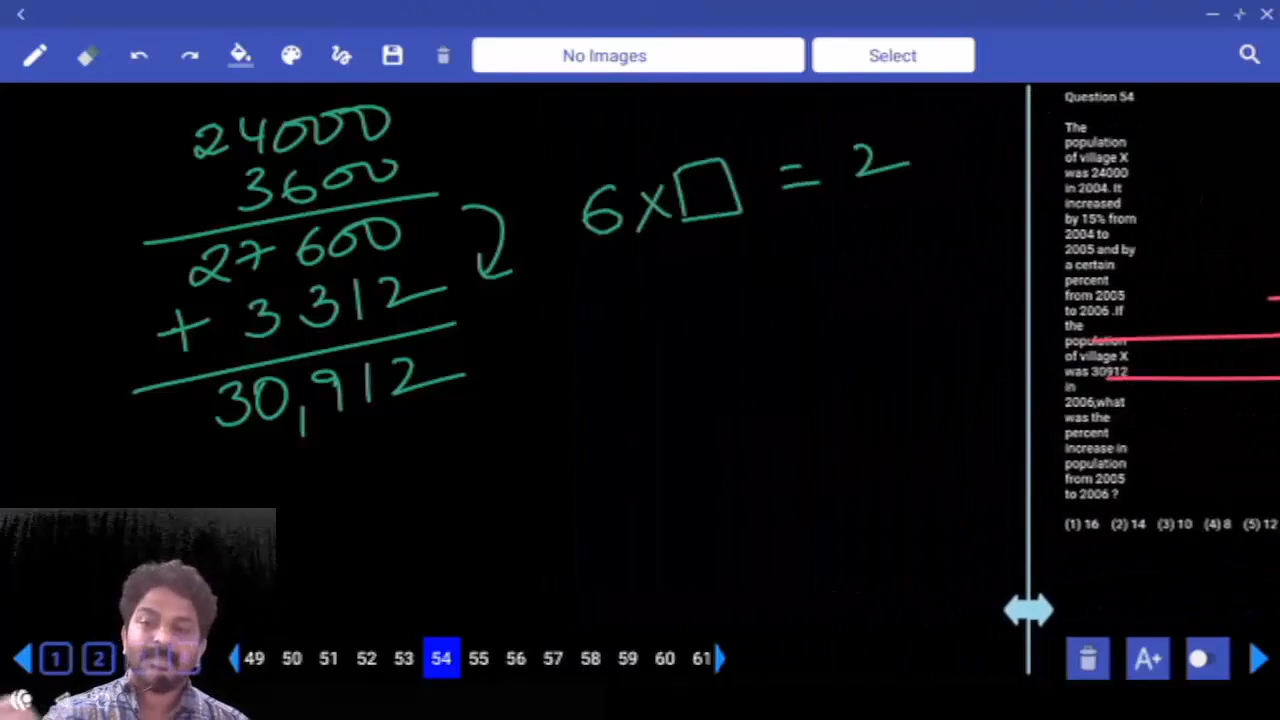 No Images
Select
24000
3600
27600
+ 3312
30,912
6 × □ = 2
Question 54
The
population
of village X
was 24000
in 2004. It
increased
by 15% from
2004 to
2005 and by
a certain
percent
from 2005
to 2006 .If
the
population
of village X
was 30912
in
2006,what
was the
percent
increase in
population
from 2005
to 2006 ?
(1) 16 (2) 14 (3) 10 (4) 8 (5) 12
1 2
49 50 51 52 53 54 55 56 57 58 59 60 61
A+